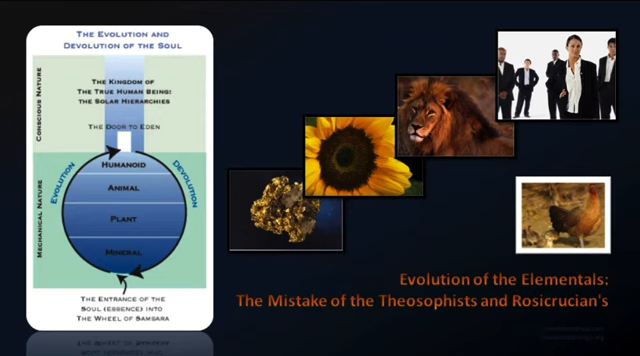 The Evolution and
Devolution of the Soul
Conscious Nature
The Kingdom of
The True Human Being:
The Solar Hierarchies
The Door to Eden
Mechanical Nature
Evolution
Devolution
Humanoid
Animal
Plant
Mineral
The Entrance of the
Soul (Essence) into
The Wheel of Samsara
Evolution of the Elementals:
The Mistake of the Theosophists and Rosicrucian's